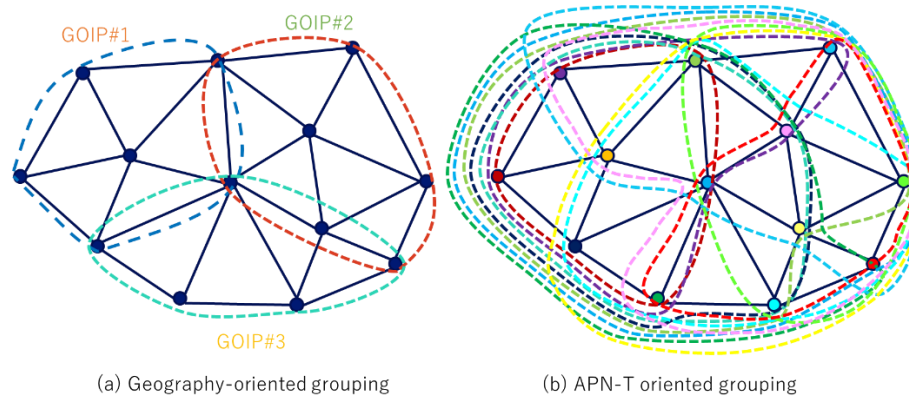 GOIP#1
GOIP#2
GOIP#3
(a) Geography-oriented grouping
(b) APN-T oriented grouping